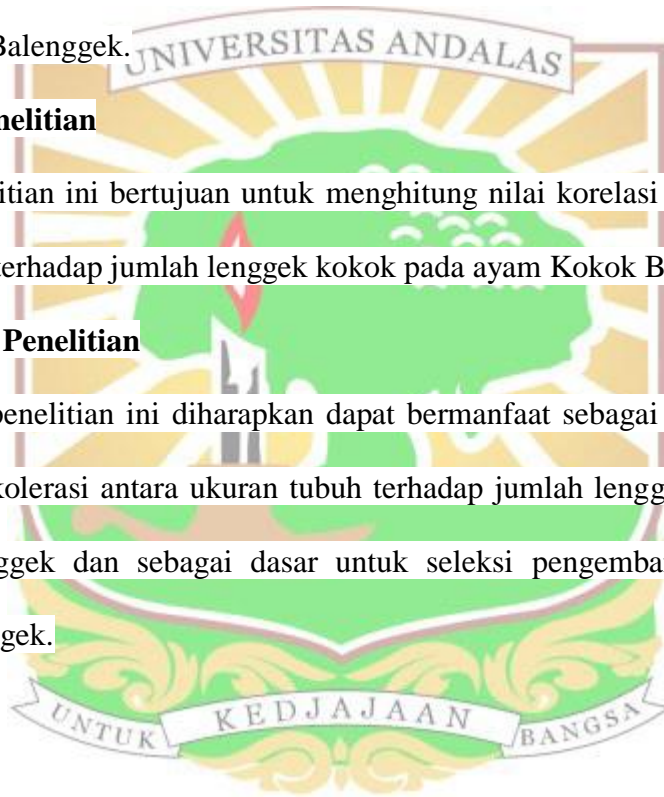 Balenggek.
UNIVERSITAS ANDALAS
nelitian
itian ini bertujuan untuk menghitung nilai korelasi
terhadap jumlah lenggek kokok pada ayam Kokok B
Penelitian
penelitian ini diharapkan dapat bermanfaat sebagai
kolerasi antara ukuran tubuh terhadap jumlah lengg
ggek dan sebagai dasar untuk seleksi pengemba
gek.
UNTUK KEDJAJAAN BANGSA